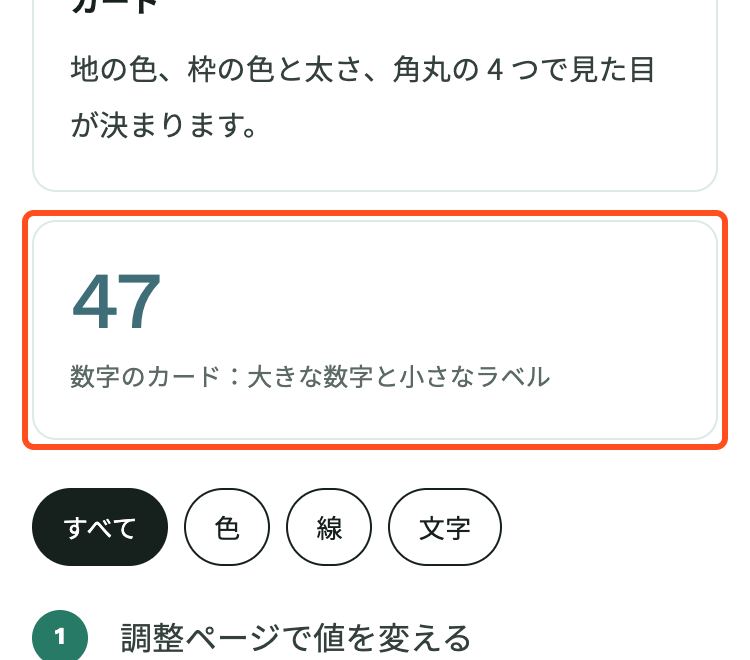 カード
地の色、枠の色と太さ、角丸の 4 つで見た目
が決まります。
47
数字のカード：大きな数字と小さなラベル
すべて
色
線
文字
1
調整ページで値を変える